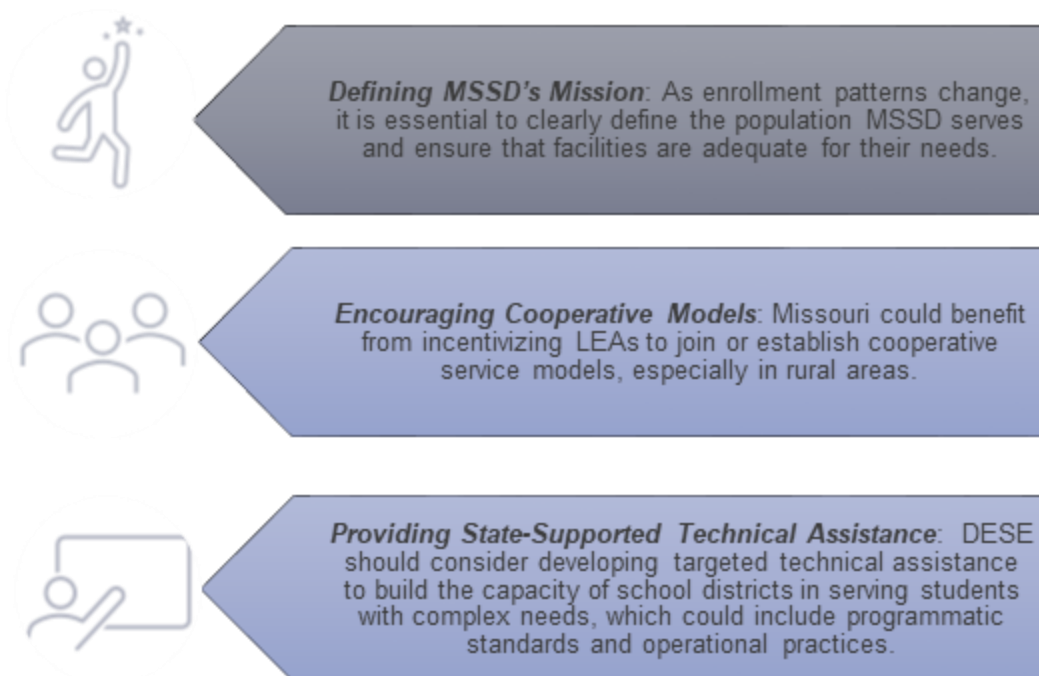 Defining MSSD's Mission: As enrollment patterns change,
it is essential to clearly define the population MSSD serves
and ensure that facilities are adequate for their needs.
Encouraging Cooperative Models: Missouri could benefit
from incentivizing LEAs to join or establish cooperative
service models, especially in rural areas.
Providing State-Supported Technical Assistance: DESE
should consider developing targeted technical assistance
to build the capacity of school districts in serving students
with complex needs, which could include programmatic
standards and operational practices.